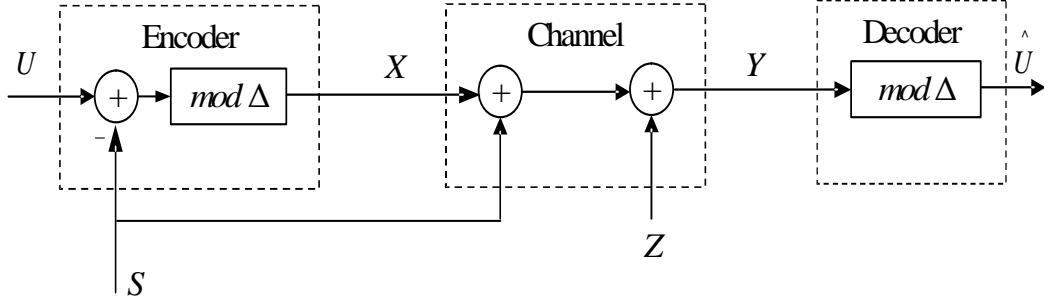 Encoder
Channel
Decoder
U
+
−
mod Δ
X
+
+
Y
mod Δ
Û
S
Z